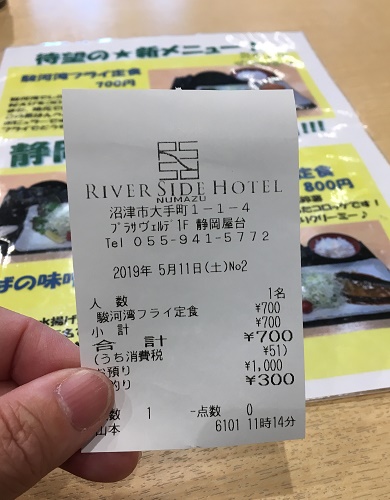 待望の★新メニュー!
駿河湾フライ定食
700円
静岡
定食
800円
RIVER SIDE HOTEL
NUMAZU
沼津市大手町1-1-4
プラサヴェルデ 1F 静岡屋台
Tel 055-941-5772
2019年 5月11日(土)No2
人 数 1名
駿河湾フライ定食 ¥700
小 計 ¥700
合 計 ¥700
(うち消費税 ¥51)
お預り ¥1,000
釣り ¥300
数 1 -点数 0
山本 6101 11時14分